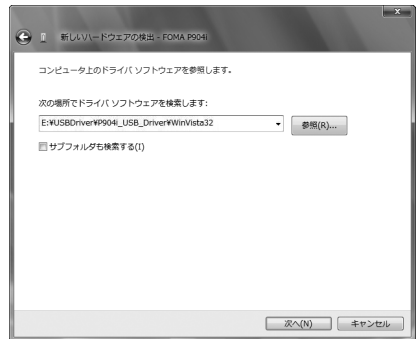 新しいハードウェアの検出 - FOMA P904i
コンピュータ上のドライバ ソフトウェアを参照します。
次の場所でドライバ ソフトウェアを検索します:
E:¥USBDriver¥P904i_USB_Driver¥WinVista32
参照(R)...
サブフォルダも検索する(I)
次へ(N)
キャンセル